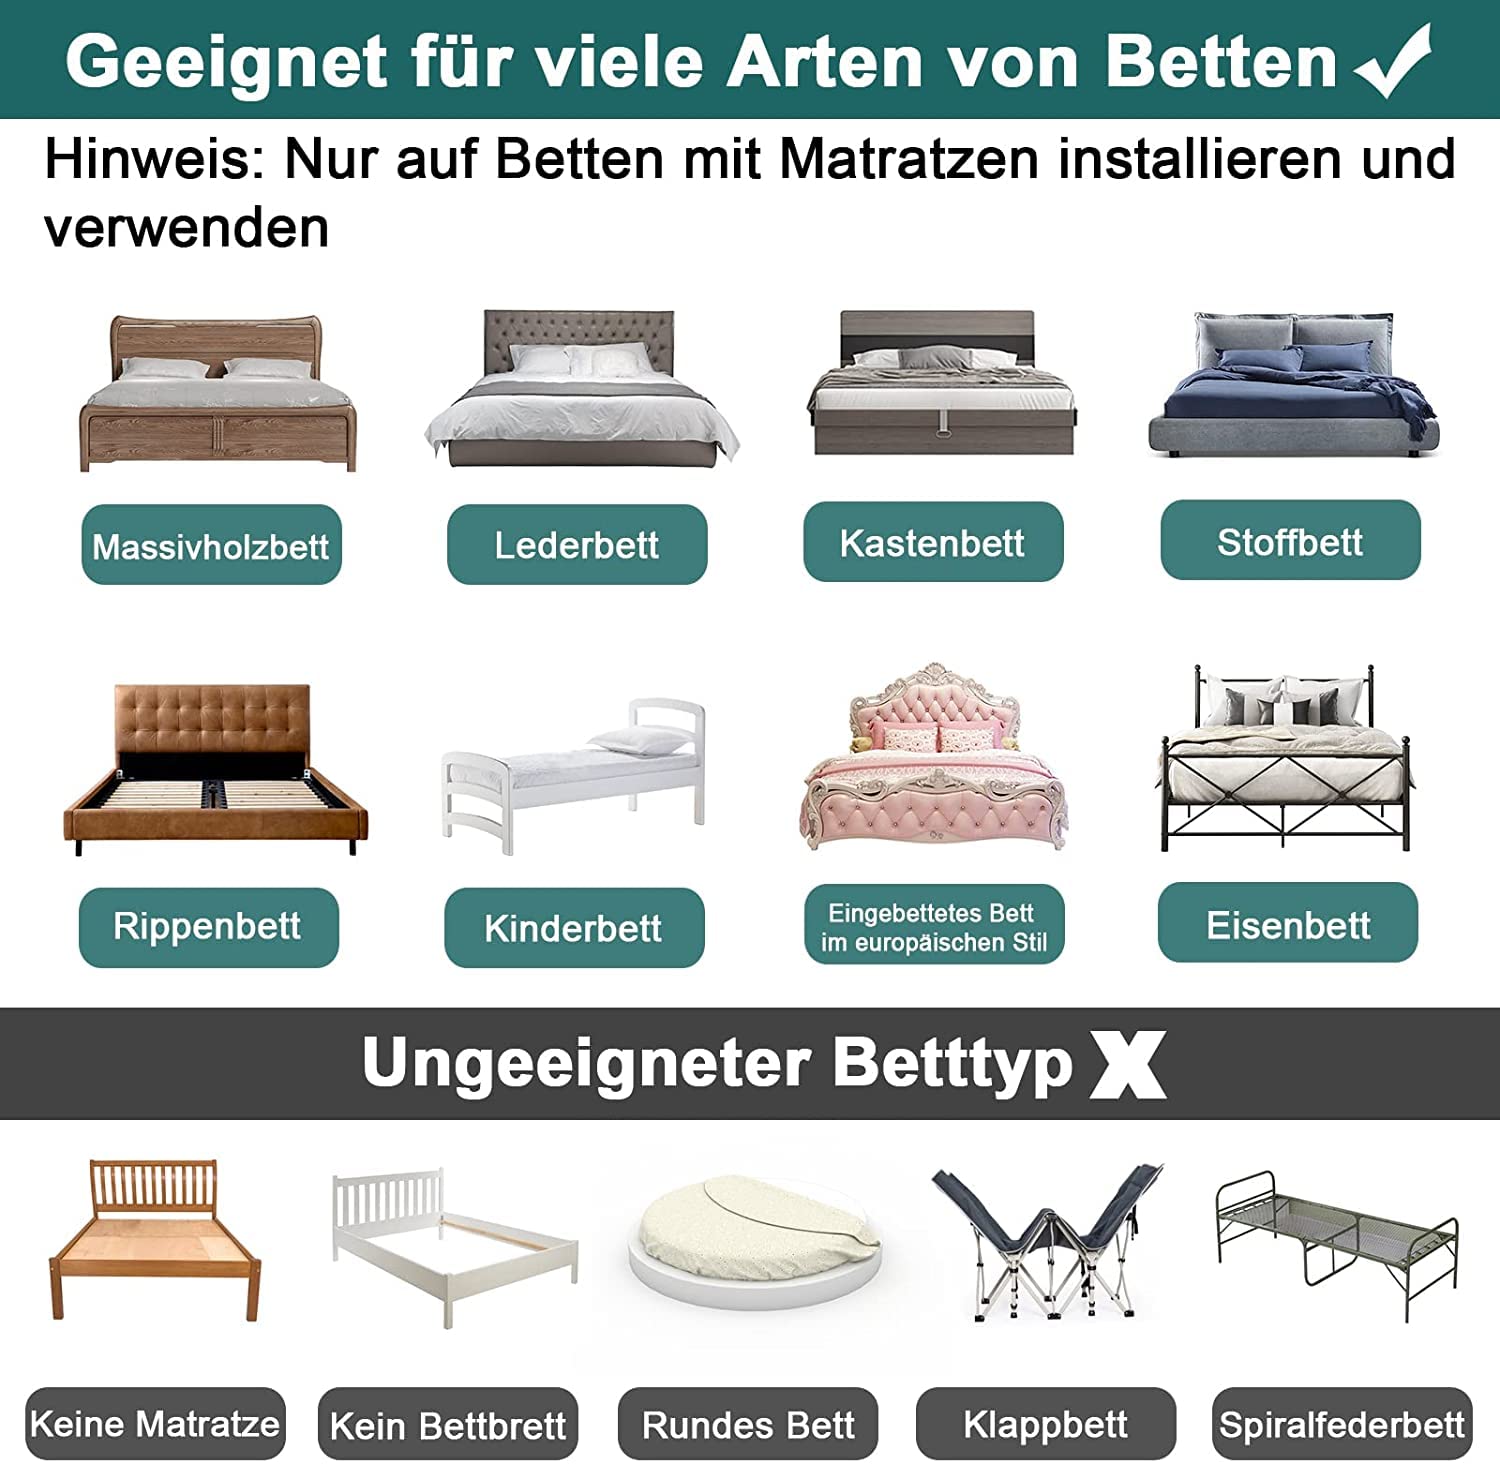 Geeignet für viele Arten von Betten
Hinweis: Nur auf Betten mit Matratzen installieren und
verwenden
Massivholzbett
Lederbett
Kastenbett
Stoffbett
Rippenbett
Kinderbett
Eingebettetes Bett
im europäischen Stil
Eisenbett
Ungeeigneter Betttyp X
Keine Matratze
Kein Bettbrett
Rundes Bett
Klappbett
Spiralfederbett